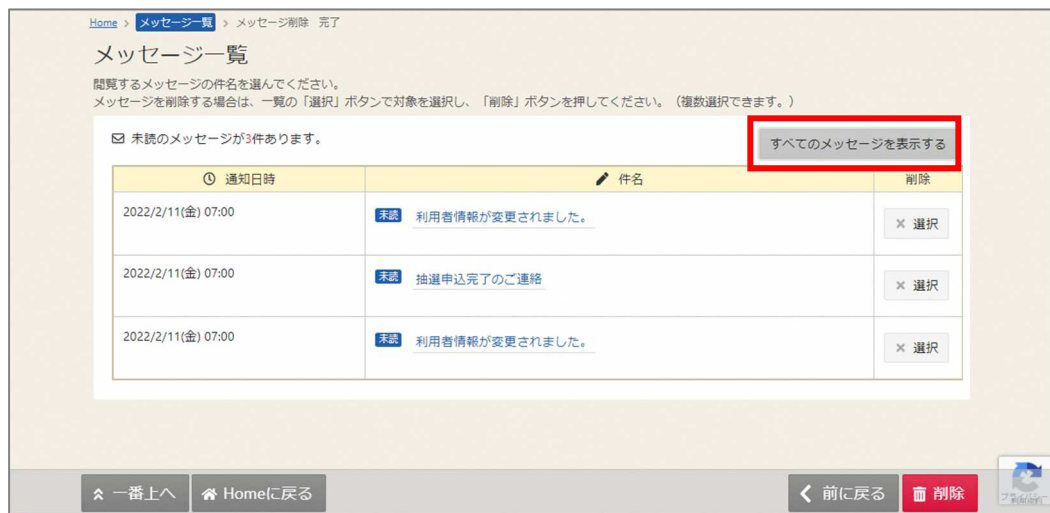 Home > メッセージ一覧 > メッセージ削除 完了
メッセージ一覧
閲覧するメッセージの件名を選んでください。
メッセージを削除する場合は、一覧の「選択」ボタンで対象を選択し、「削除」ボタンを押してください。（複数選択できます。）
未読のメッセージが3件あります。
すべてのメッセージを表示する
通知日時 件名 削除
2022/2/11(金) 07:00 未読 利用者情報が変更されました。 × 選択
2022/2/11(金) 07:00 未読 抽選申込完了のご連絡 × 選択
2022/2/11(金) 07:00 未読 利用者情報が変更されました。 × 選択
一番上へ Homeに戻る 前に戻る 削除